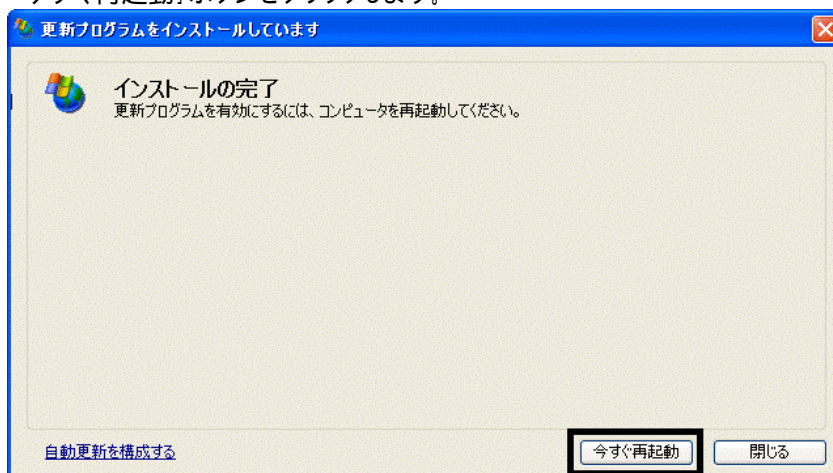 更新プログラムをインストールしています
インストールの完了
更新プログラムを有効にするには、コンピュータを再起動してください。
自動更新を構成する
今すぐ再起動
閉じる